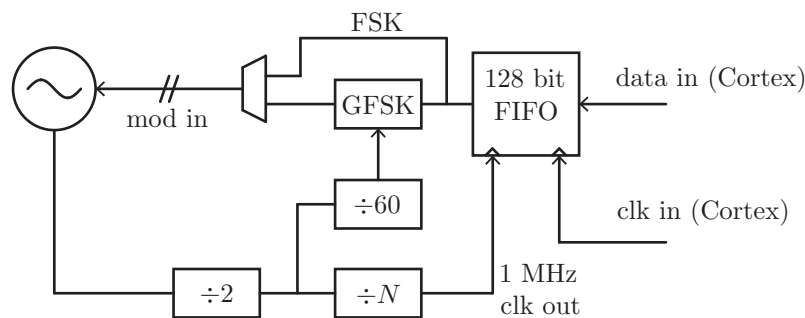 FSK
128 bit
FIFO
data in (Cortex)
GFSK
mod in
÷60
clk in (Cortex)
1 MHz
clk out
÷2
÷N